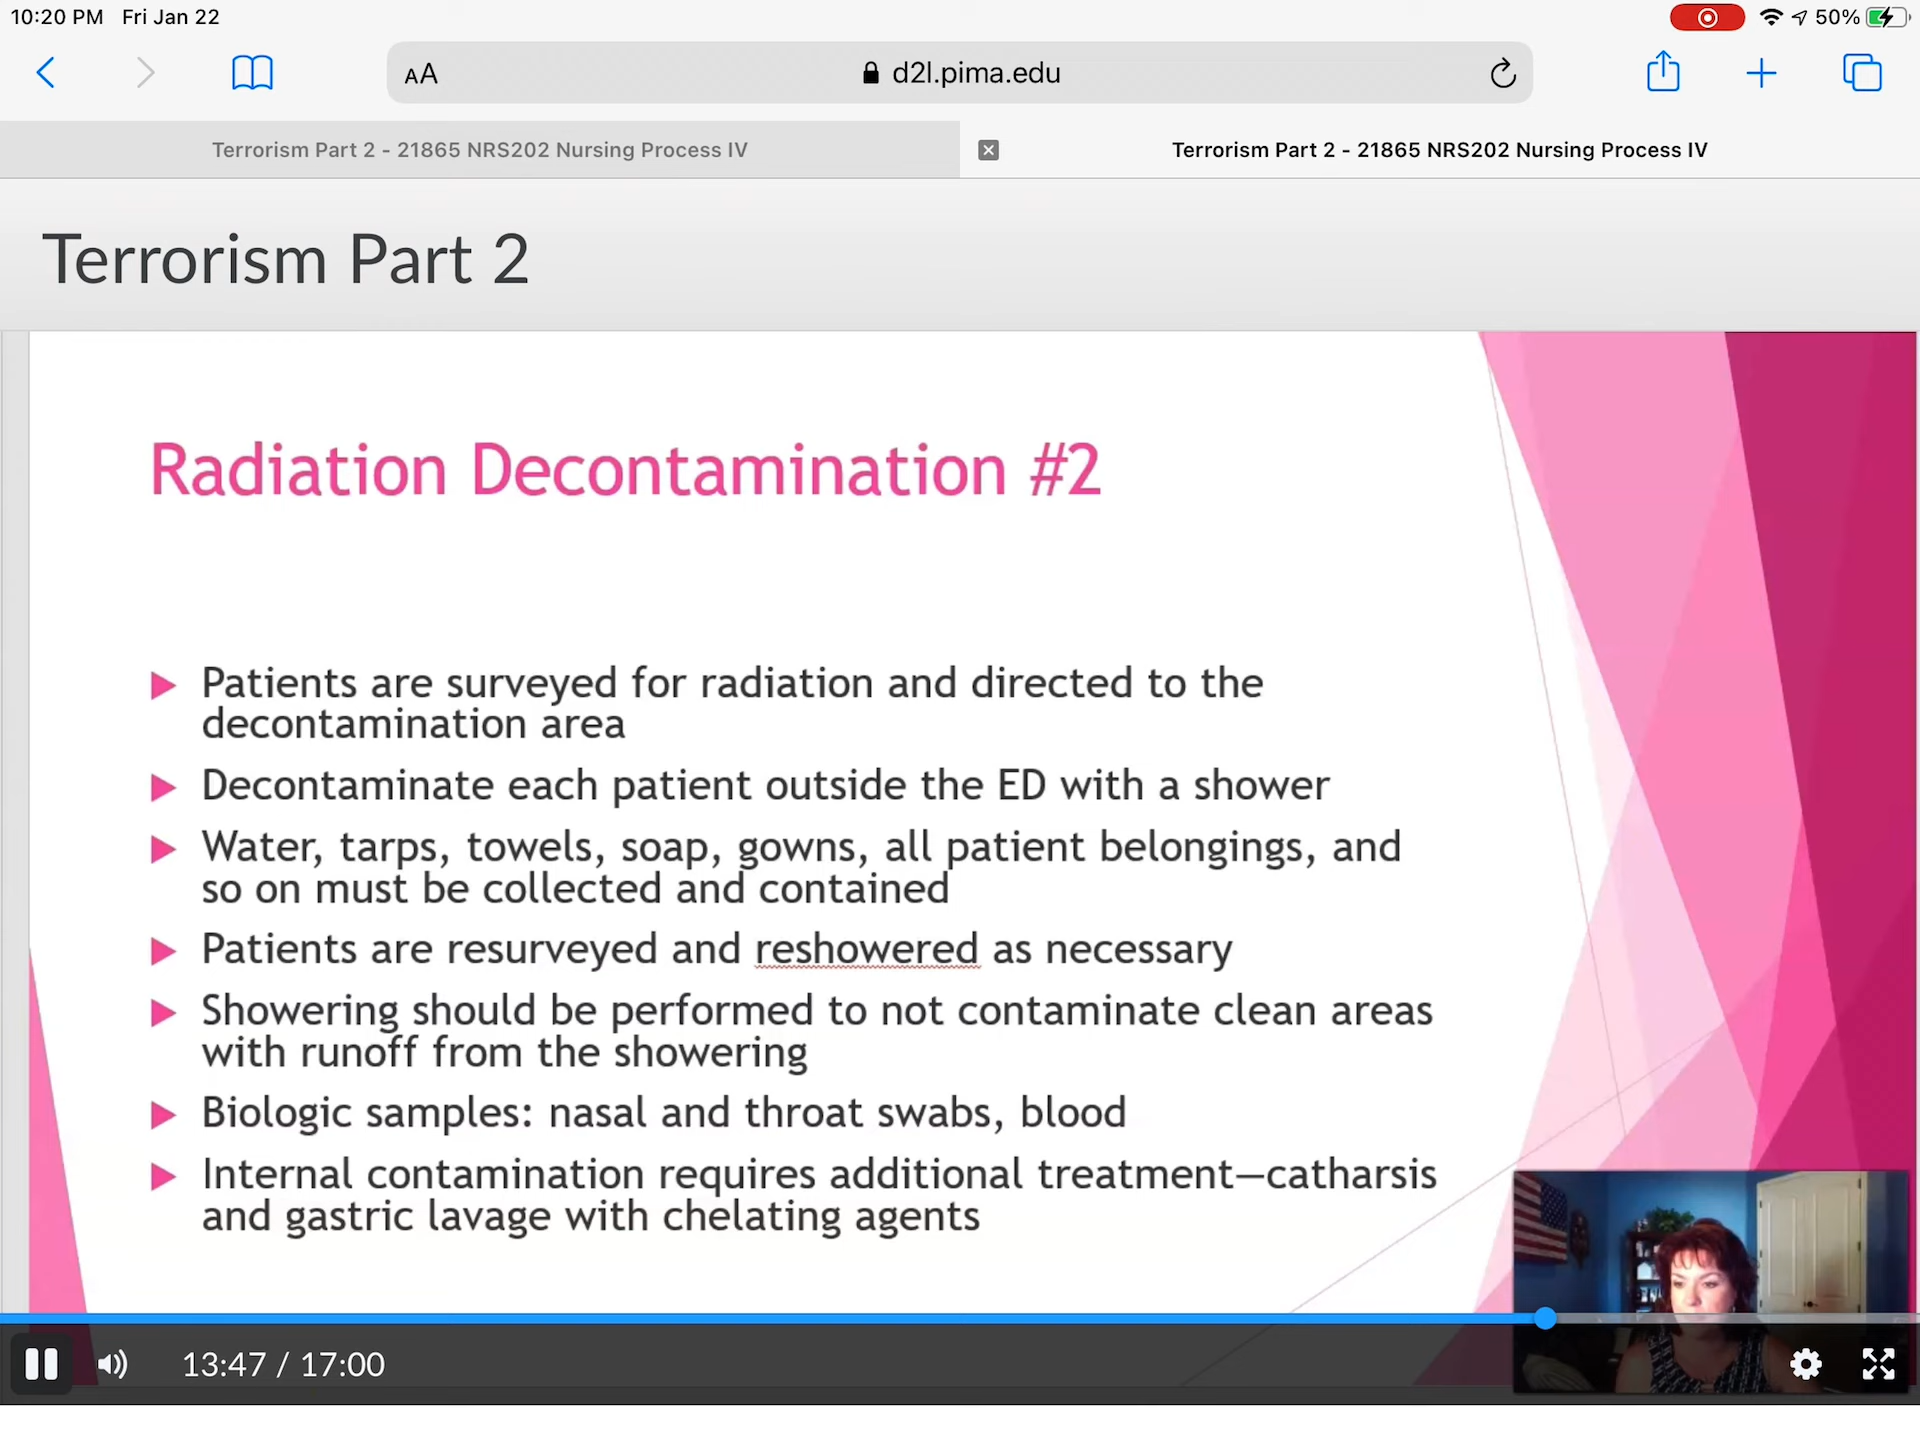 10:20 PM Fri Jan 22
50%
AA
d2l.pima.edu
Terrorism Part 2 - 21865 NRS202 Nursing Process IV
Terrorism Part 2 - 21865 NRS202 Nursing Process IV
Terrorism Part 2
Radiation Decontamination #2
Patients are surveyed for radiation and directed to the
decontamination area
Decontaminate each patient outside the ED with a shower
Water, tarps, towels, soap, gowns, all patient belongings, and
so on must be collected and contained
Patients are resurveyed and reshowered as necessary
Showering should be performed to not contaminate clean areas
with runoff from the showering
Biologic samples: nasal and throat swabs, blood
Internal contamination requires additional treatment—catharsis
and gastric lavage with chelating agents
13:47 / 17:00